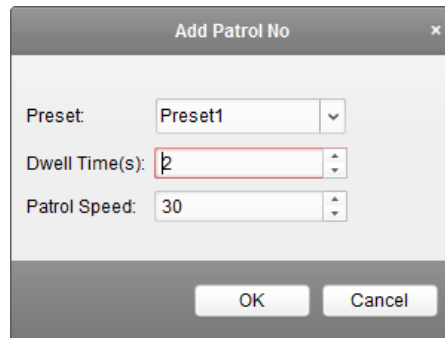 Add Patrol No ×
Preset: Preset1
Dwell Time(s): 2
Patrol Speed: 30
OK Cancel